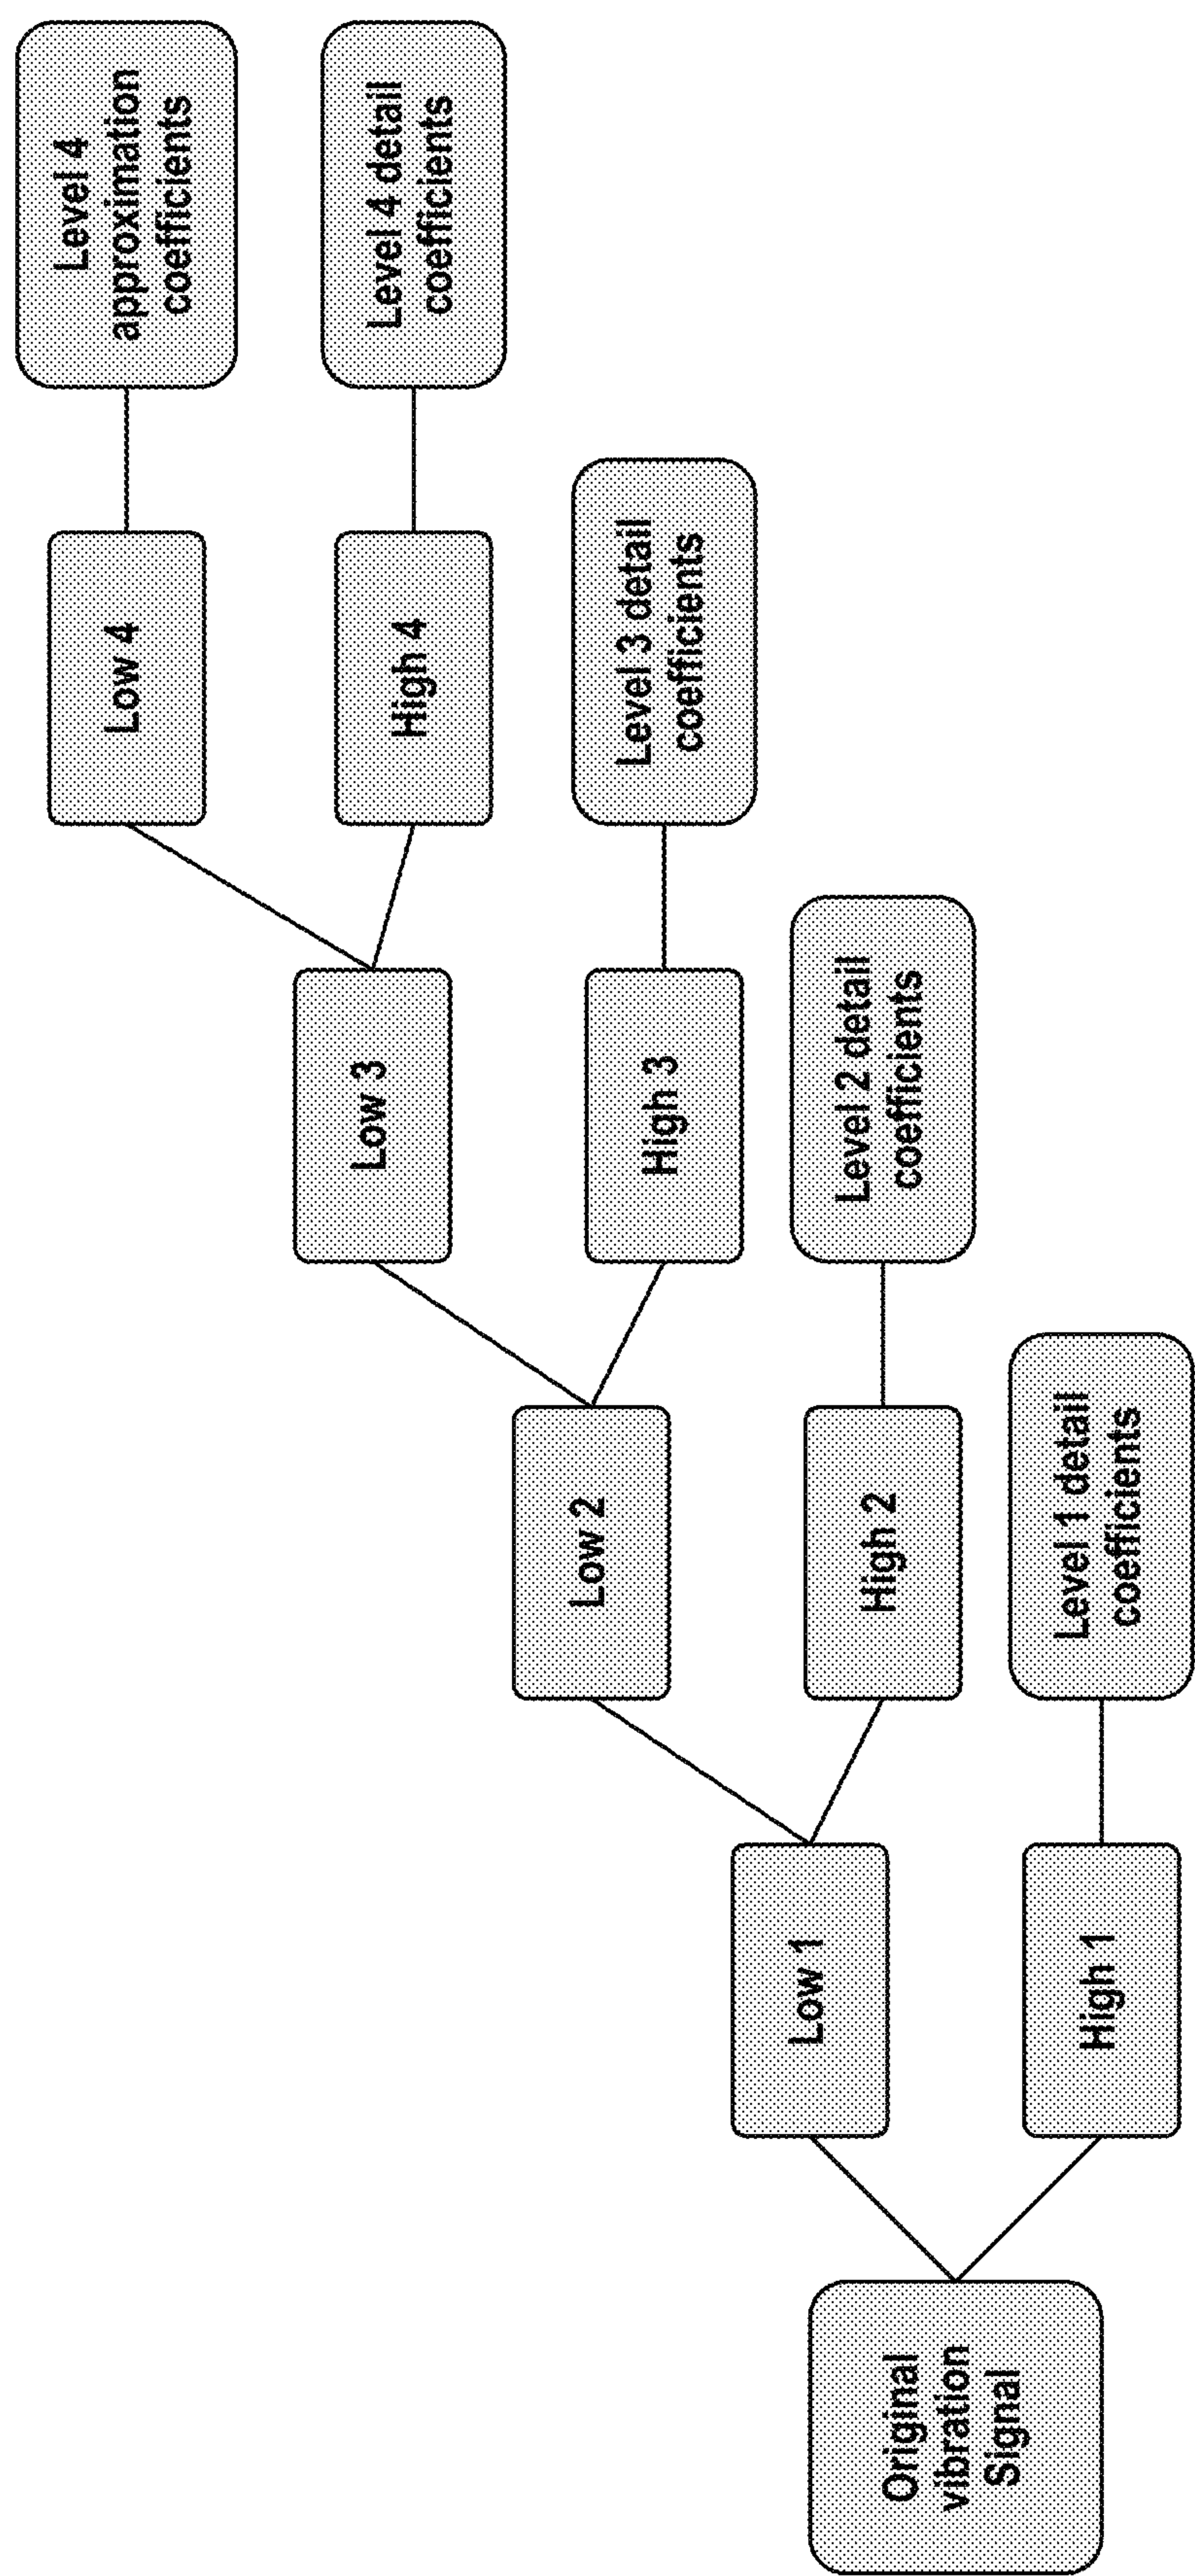 Original
vibration
Signal
Low 1
High 1
Low 2
High 2
Level 1 detail
coefficients
Low 3
High 3
Level 2 detail
coefficients
Low 4
High 4
Level 3 detail
coefficients
Level 4
approximation
coefficients
Level 4 detail
coefficients